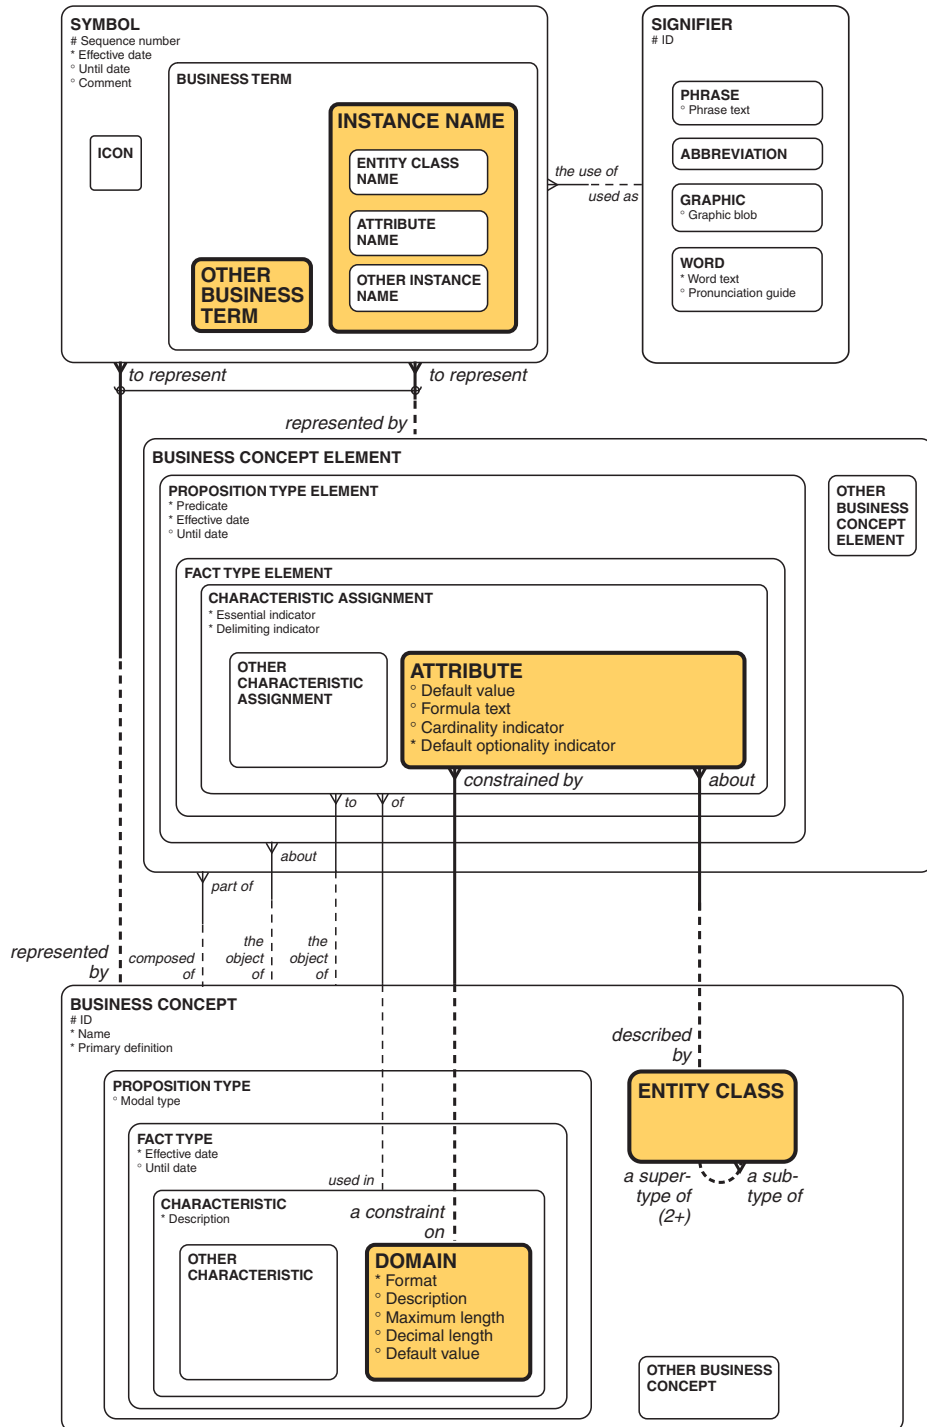 SYMBOL
# Sequence number
* Effective date
° Until date
° Comment
ICON
BUSINESS TERM
INSTANCE NAME
ENTITY CLASS
NAME
ATTRIBUTE
NAME
OTHER INSTANCE
NAME
OTHER
BUSINESS
TERM
the use of
used as
SIGNIFIER
# ID
PHRASE
° Phrase text
ABBREVIATION
GRAPHIC
° Graphic blob
WORD
* Word text
° Pronunciation guide
to represent
to represent
represented by
BUSINESS CONCEPT ELEMENT
PROPOSITION TYPE ELEMENT
* Predicate
* Effective date
° Until date
OTHER
BUSINESS
CONCEPT
ELEMENT
FACT TYPE ELEMENT
CHARACTERISTIC ASSIGNMENT
* Essential indicator
* Delimiting indicator
OTHER
CHARACTERISTIC
ASSIGNMENT
ATTRIBUTE
° Default value
° Formula text
° Cardinality indicator
* Default optionality indicator
constrained by
about
to
of
about
part of
represented
by
composed
of
the
object
of
the
object
of
BUSINESS CONCEPT
# ID
* Name
* Primary definition
described
by
ENTITY CLASS
a super-
type of
(2+)
a sub-
type of
PROPOSITION TYPE
° Modal type
FACT TYPE
* Effective date
° Until date
used in
CHARACTERISTIC
* Description
a constraint
on
OTHER
CHARACTERISTIC
DOMAIN
* Format
° Description
° Maximum length
° Decimal length
° Default value
OTHER BUSINESS
CONCEPT